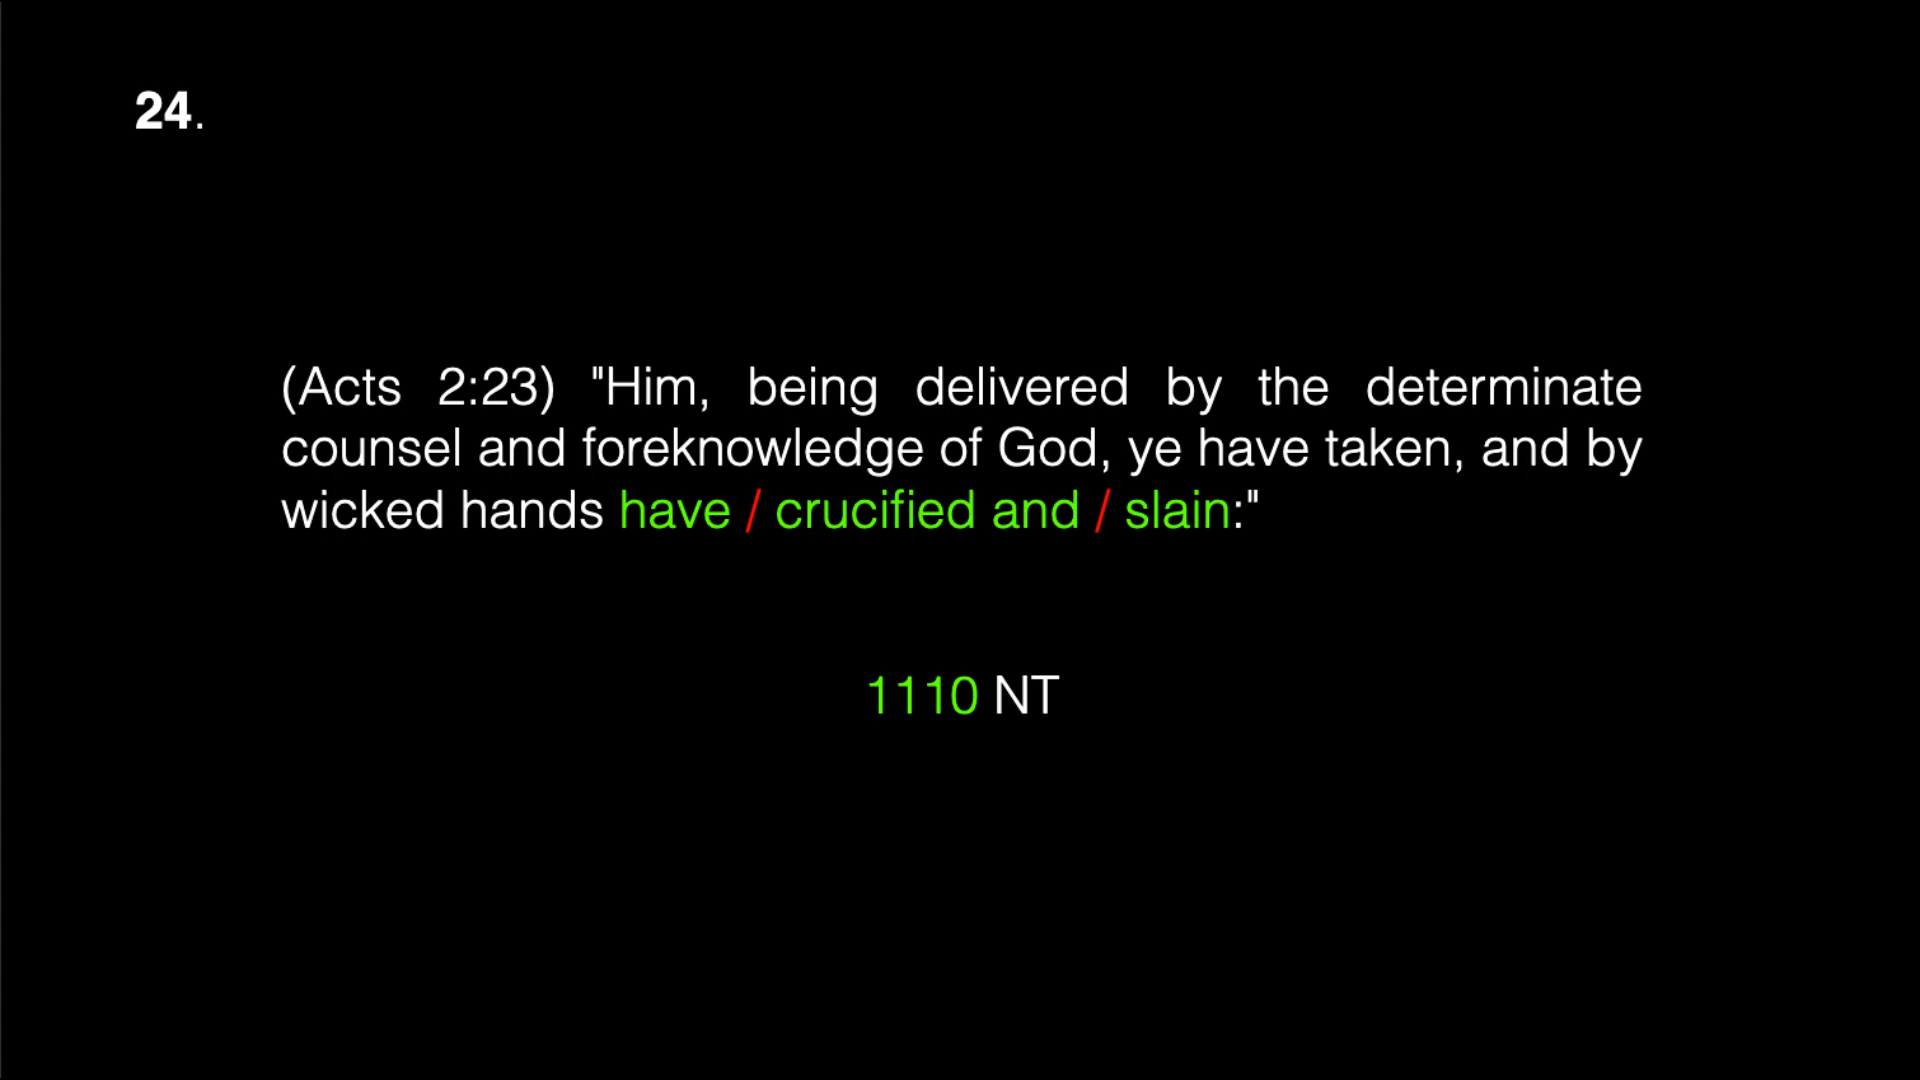 24.
(Acts 2:23) "Him, being delivered by the determinate
counsel and foreknowledge of God, ye have taken, and by
wicked hands have / crucified and / slain:"
1110 NT